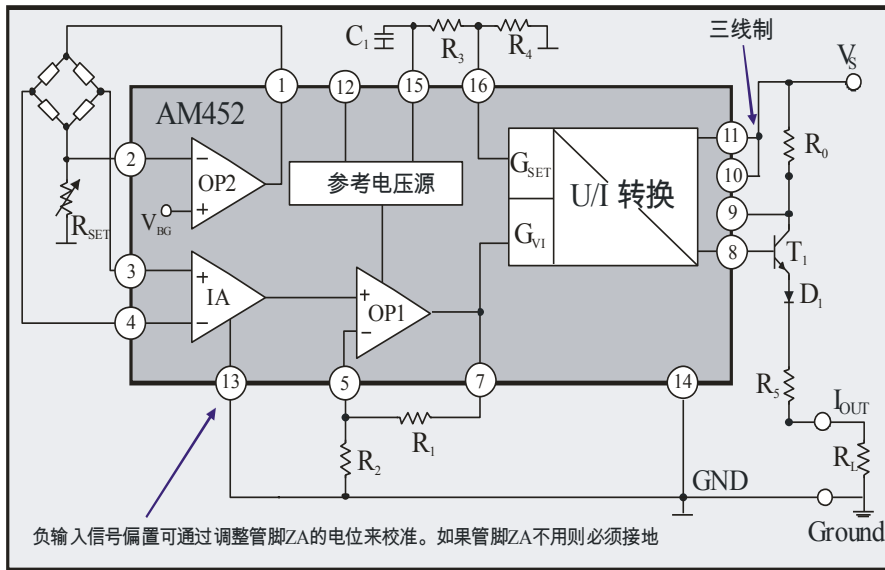 三线制
C1
R3
R4
VS
1
12
15
16
AM452
11
R0
2
OP2
参考电压源
GSET
U/I 转换
10
VBG
RSET
GVI
9
8
T1
3
IA
OP1
D1
4
13
5
7
14
R5
IOUT
R1
R2
RL
GND
Ground
负输入信号偏置可通过调整管脚ZA的电位来校准。如果管脚ZA不用则必须接地